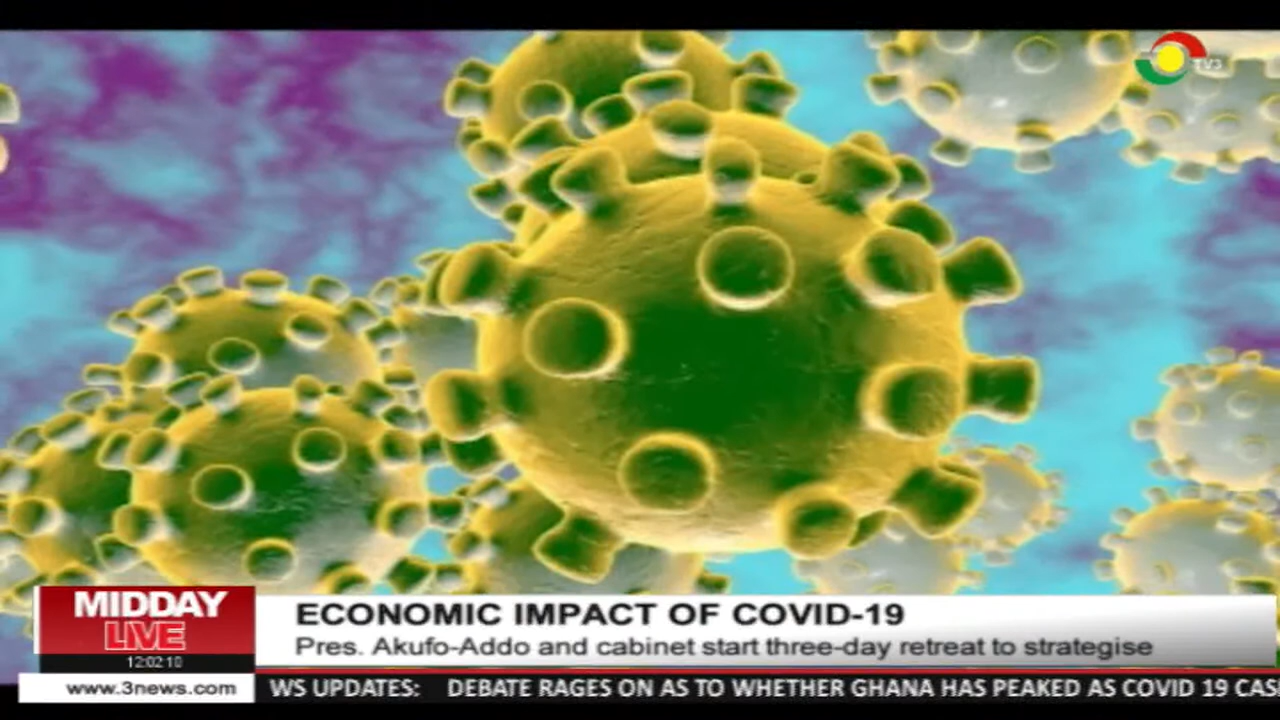 TV3
ECONOMIC IMPACT OF COVID-19
Pres. Akufo-Addo and cabinet start three-day retreat to strategise
MIDDAY
LIVE
12:02:10
www.3news.com
WS UPDATES: DEBATE RAGES ON AS TO WHETHER GHANA HAS PEAKED AS COVID 19 CAS